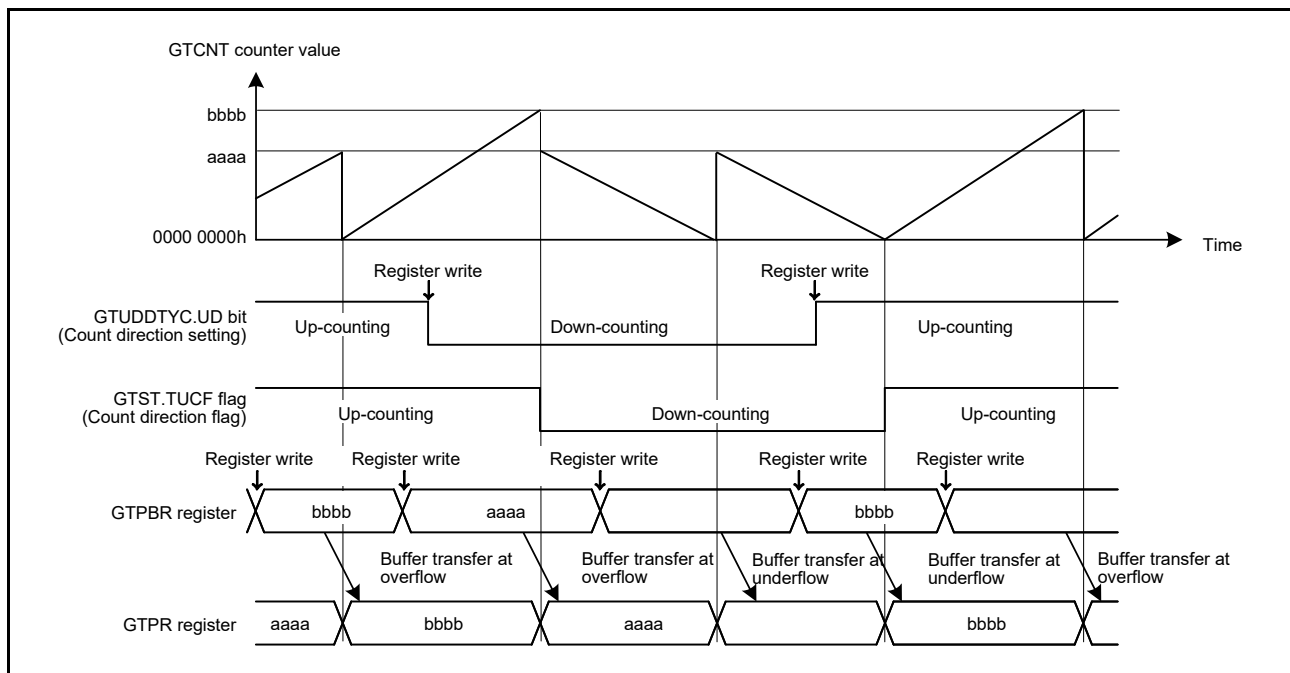 GTCNT counter value
bbbb
aaaa
0000 0000h
Time
Register write
Register write
GTUDDTYC.UD bit
(Count direction setting)
Up-counting
Down-counting
Up-counting
GTST.TUCF flag
(Count direction flag)
Up-counting
Down-counting
Up-counting
Register write
Register write
Register write
Register write
Register write
GTPBR register
bbbb
aaaa
bbbb
Buffer transfer at
overflow
Buffer transfer at
overflow
Buffer transfer at
underflow
Buffer transfer at
underflow
Buffer transfer at
overflow
GTPR register
aaaa
bbbb
aaaa
bbbb